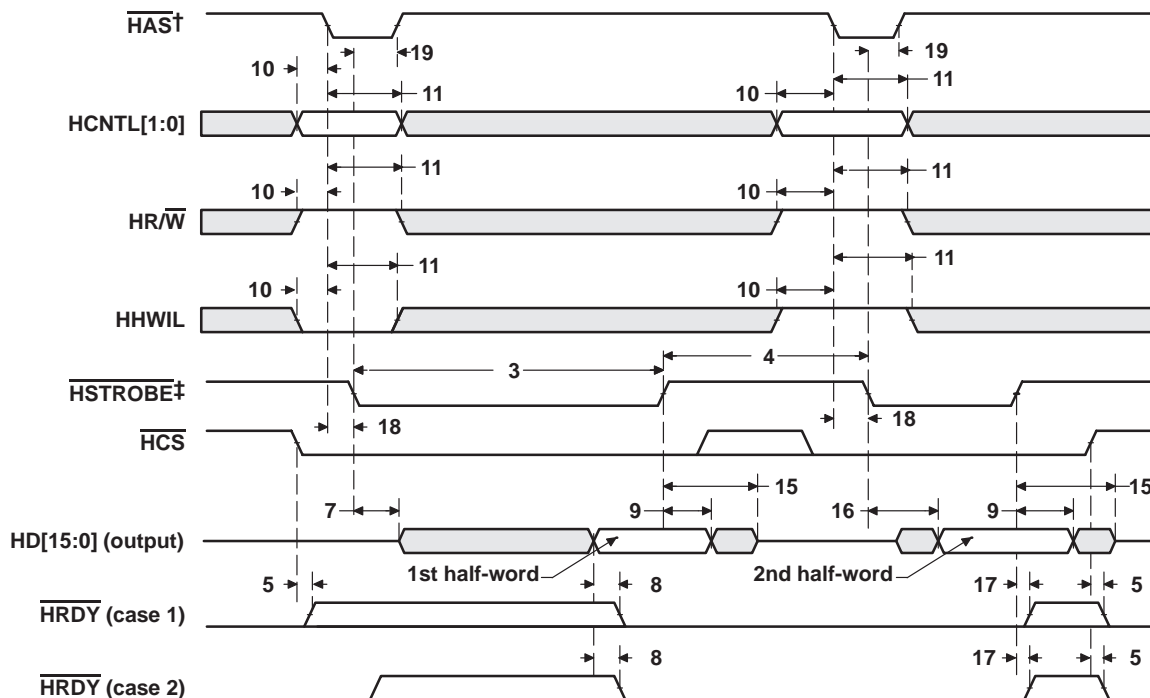 HAS†
19 19
10 11 10 11
HCNTL[1:0]
11 11
10 10
HR/W
11 11
10 10
HHWIL
3 4
HSTROBE‡
18 18
HCS
15 15
7 9 16 9
HD[15:0] (output)
1st half-word 2nd half-word
5 8 17 5
HRDY (case 1)
8 17 5
HRDY (case 2)